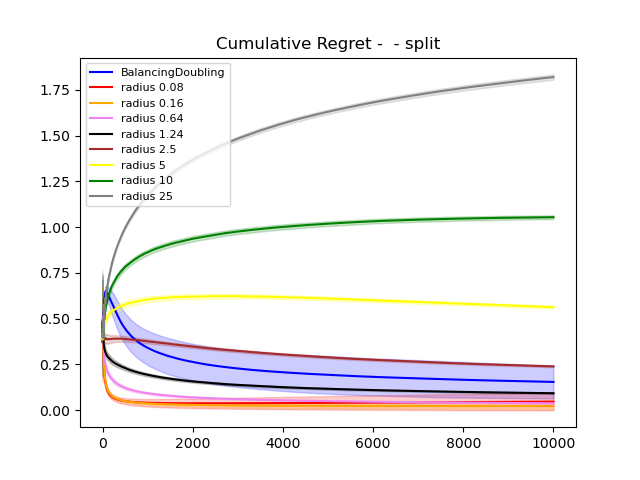 Cumulative Regret -  - split
BalancingDoubling
radius 0.08
radius 0.16
radius 0.64
radius 1.24
radius 2.5
radius 5
radius 10
radius 25
1.75
1.50
1.25
1.00
0.75
0.50
0.25
0.00
0 2000 4000 6000 8000 10000